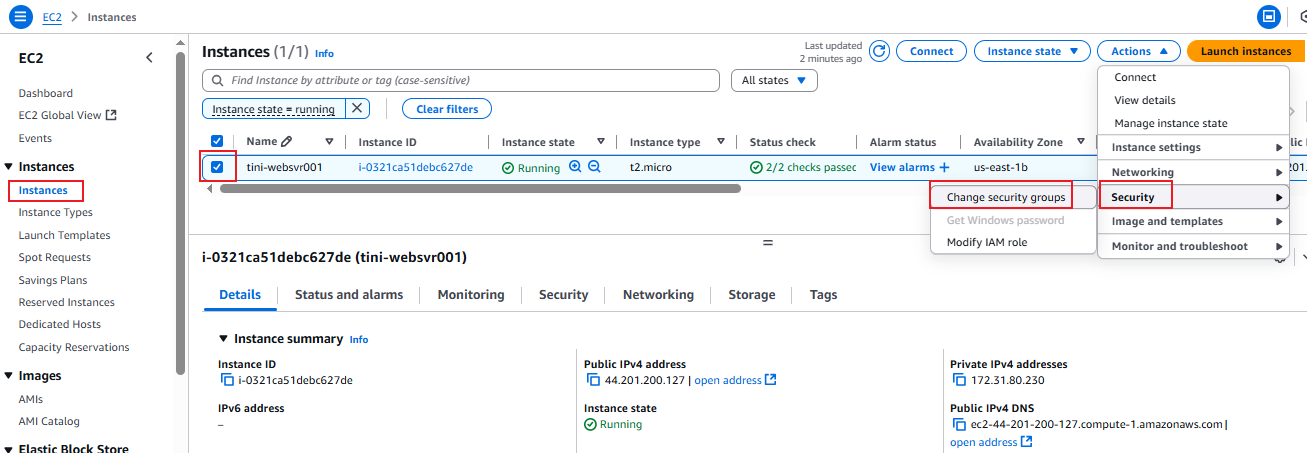 EC2 > Instances
EC2
Dashboard
EC2 Global View
Events
Instances
Instances
Instance Types
Launch Templates
Spot Requests
Savings Plans
Reserved Instances
Dedicated Hosts
Capacity Reservations
Images
AMIs
AMI Catalog
Elastic Block Store
Instances (1/1) Info
Last updated
2 minutes ago
Connect
Instance state
Actions
Launch instances
Find Instance by attribute or tag (case-sensitive)
All states
Instance state = running
Clear filters
Name
Instance ID
Instance state
Instance type
Status check
Alarm status
Availability Zone
tini-websvr001
i-0321ca51debc627de
Running
t2.micro
2/2 checks passec
View alarms +
us-east-1b
Connect
View details
Manage instance state
Instance settings
Networking
Security
Image and templates
Monitor and troubleshoot
Change security groups
Get Windows password
Modify IAM role
i-0321ca51debc627de (tini-websvr001)
Details
Status and alarms
Monitoring
Security
Networking
Storage
Tags
Instance summary Info
Instance ID
i-0321ca51debc627de
IPv6 address
–
Public IPv4 address
44.201.200.127 | open address
Instance state
Running
Private IPv4 addresses
172.31.80.230
Public IPv4 DNS
ec2-44-201-200-127.compute-1.amazonaws.com |
open address